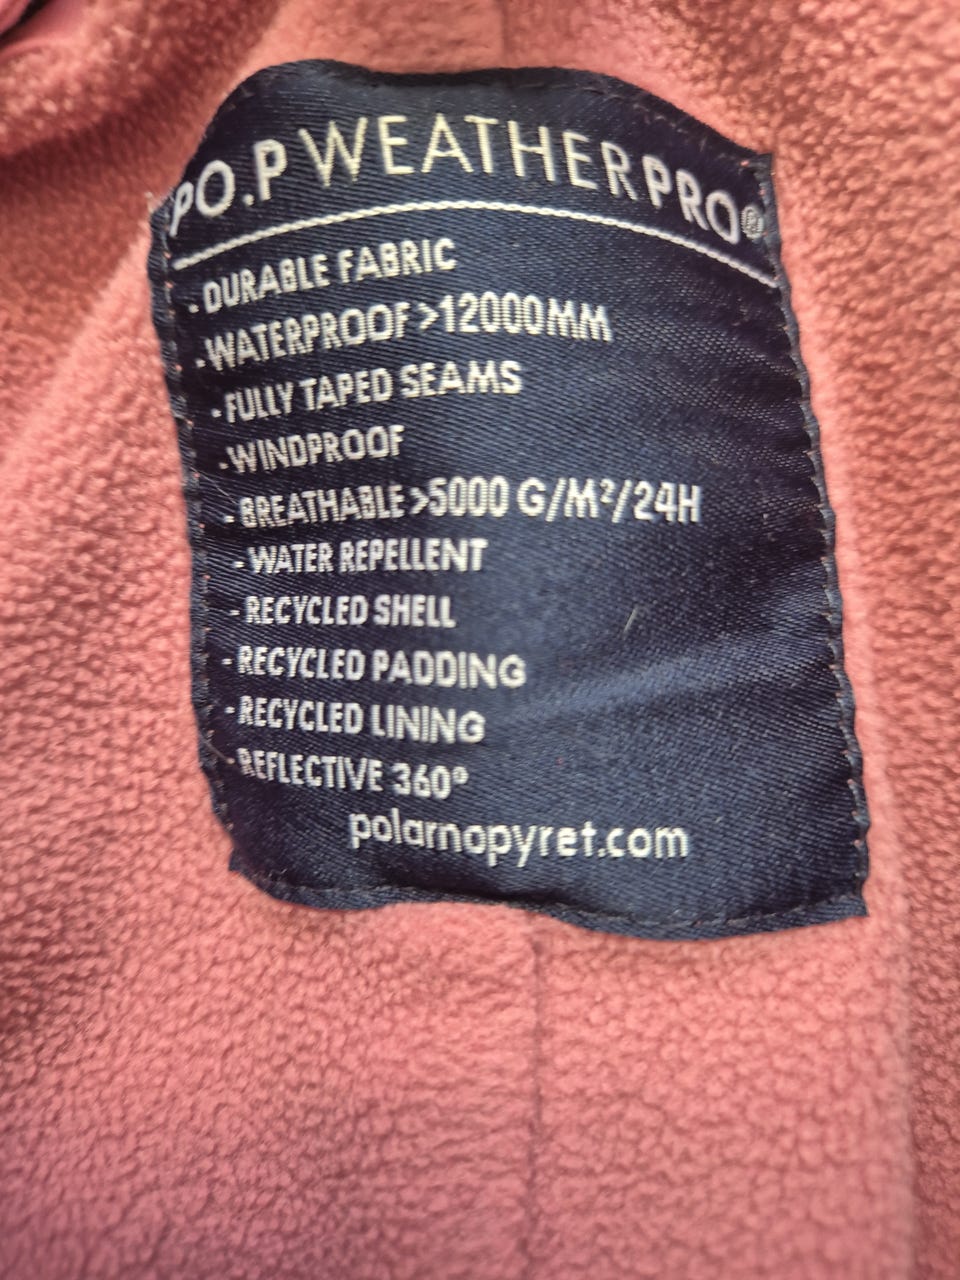 PO.P WEATHERPRO®
- DURABLE FABRIC
- WATERPROOF >12000MM
- FULLY TAPED SEAMS
- WINDPROOF
- BREATHABLE >5000 G/M²/24H
- WATER REPELLENT
- RECYCLED SHELL
- RECYCLED PADDING
- RECYCLED LINING
- REFLECTIVE 360°
polarnopyret.com